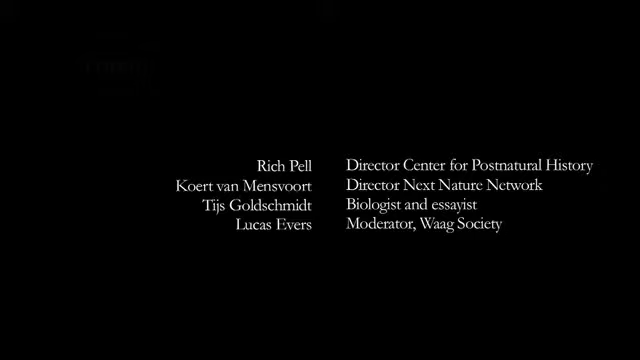 Rich Pell Director Center for Postnatural History
Koert van Mensvoort Director Next Nature Network
Tijs Goldschmidt Biologist and essayist
Lucas Evers Moderator, Waag Society